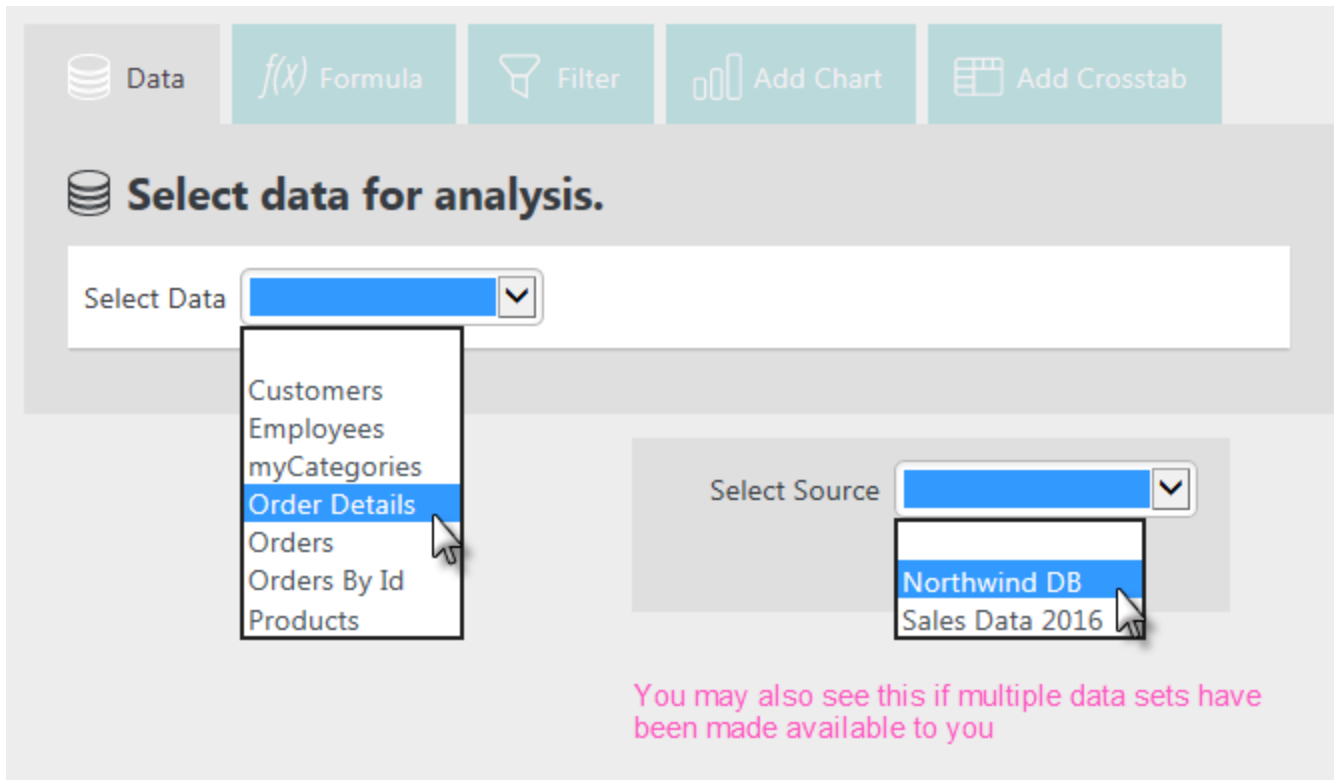 Data
f(x) Formula
Filter
Add Chart
Add Crosstab
Select data for analysis.
Select Data
Customers
Employees
myCategories
Order Details
Orders
Orders By Id
Products
Select Source
Northwind DB
Sales Data 2016
You may also see this if multiple data sets have
been made available to you